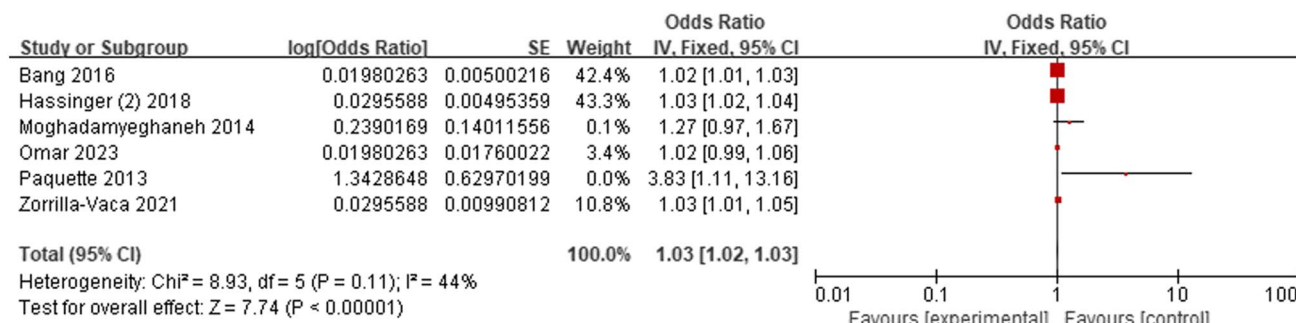 Odds Ratio Odds Ratio
Study or Subgroup log[Odds Ratio] SE Weight IV, Fixed, 95% CI IV, Fixed, 95% CI
Bang 2016 0.01980263 0.00500216 42.4% 1.02 [1.01, 1.03]
Hassinger (2) 2018 0.0295588 0.00495359 43.3% 1.03 [1.02, 1.04]
Moghadamyeghaneh 2014 0.2390169 0.14011556 0.1% 1.27 [0.97, 1.67]
Omar 2023 0.01980263 0.01760022 3.4% 1.02 [0.99, 1.06]
Paquette 2013 1.3428648 0.62970199 0.0% 3.83 [1.11, 13.16]
Zorrilla-Vaca 2021 0.0295588 0.00990812 10.8% 1.03 [1.01, 1.05]
Total (95% CI) 100.0% 1.03 [1.02, 1.03]
Heterogeneity: Chi² = 8.93, df = 5 (P = 0.11); I² = 44%
Test for overall effect: Z = 7.74 (P < 0.00001)
0.01 0.1 1 10 100
Favours [experimental] Favours [control]